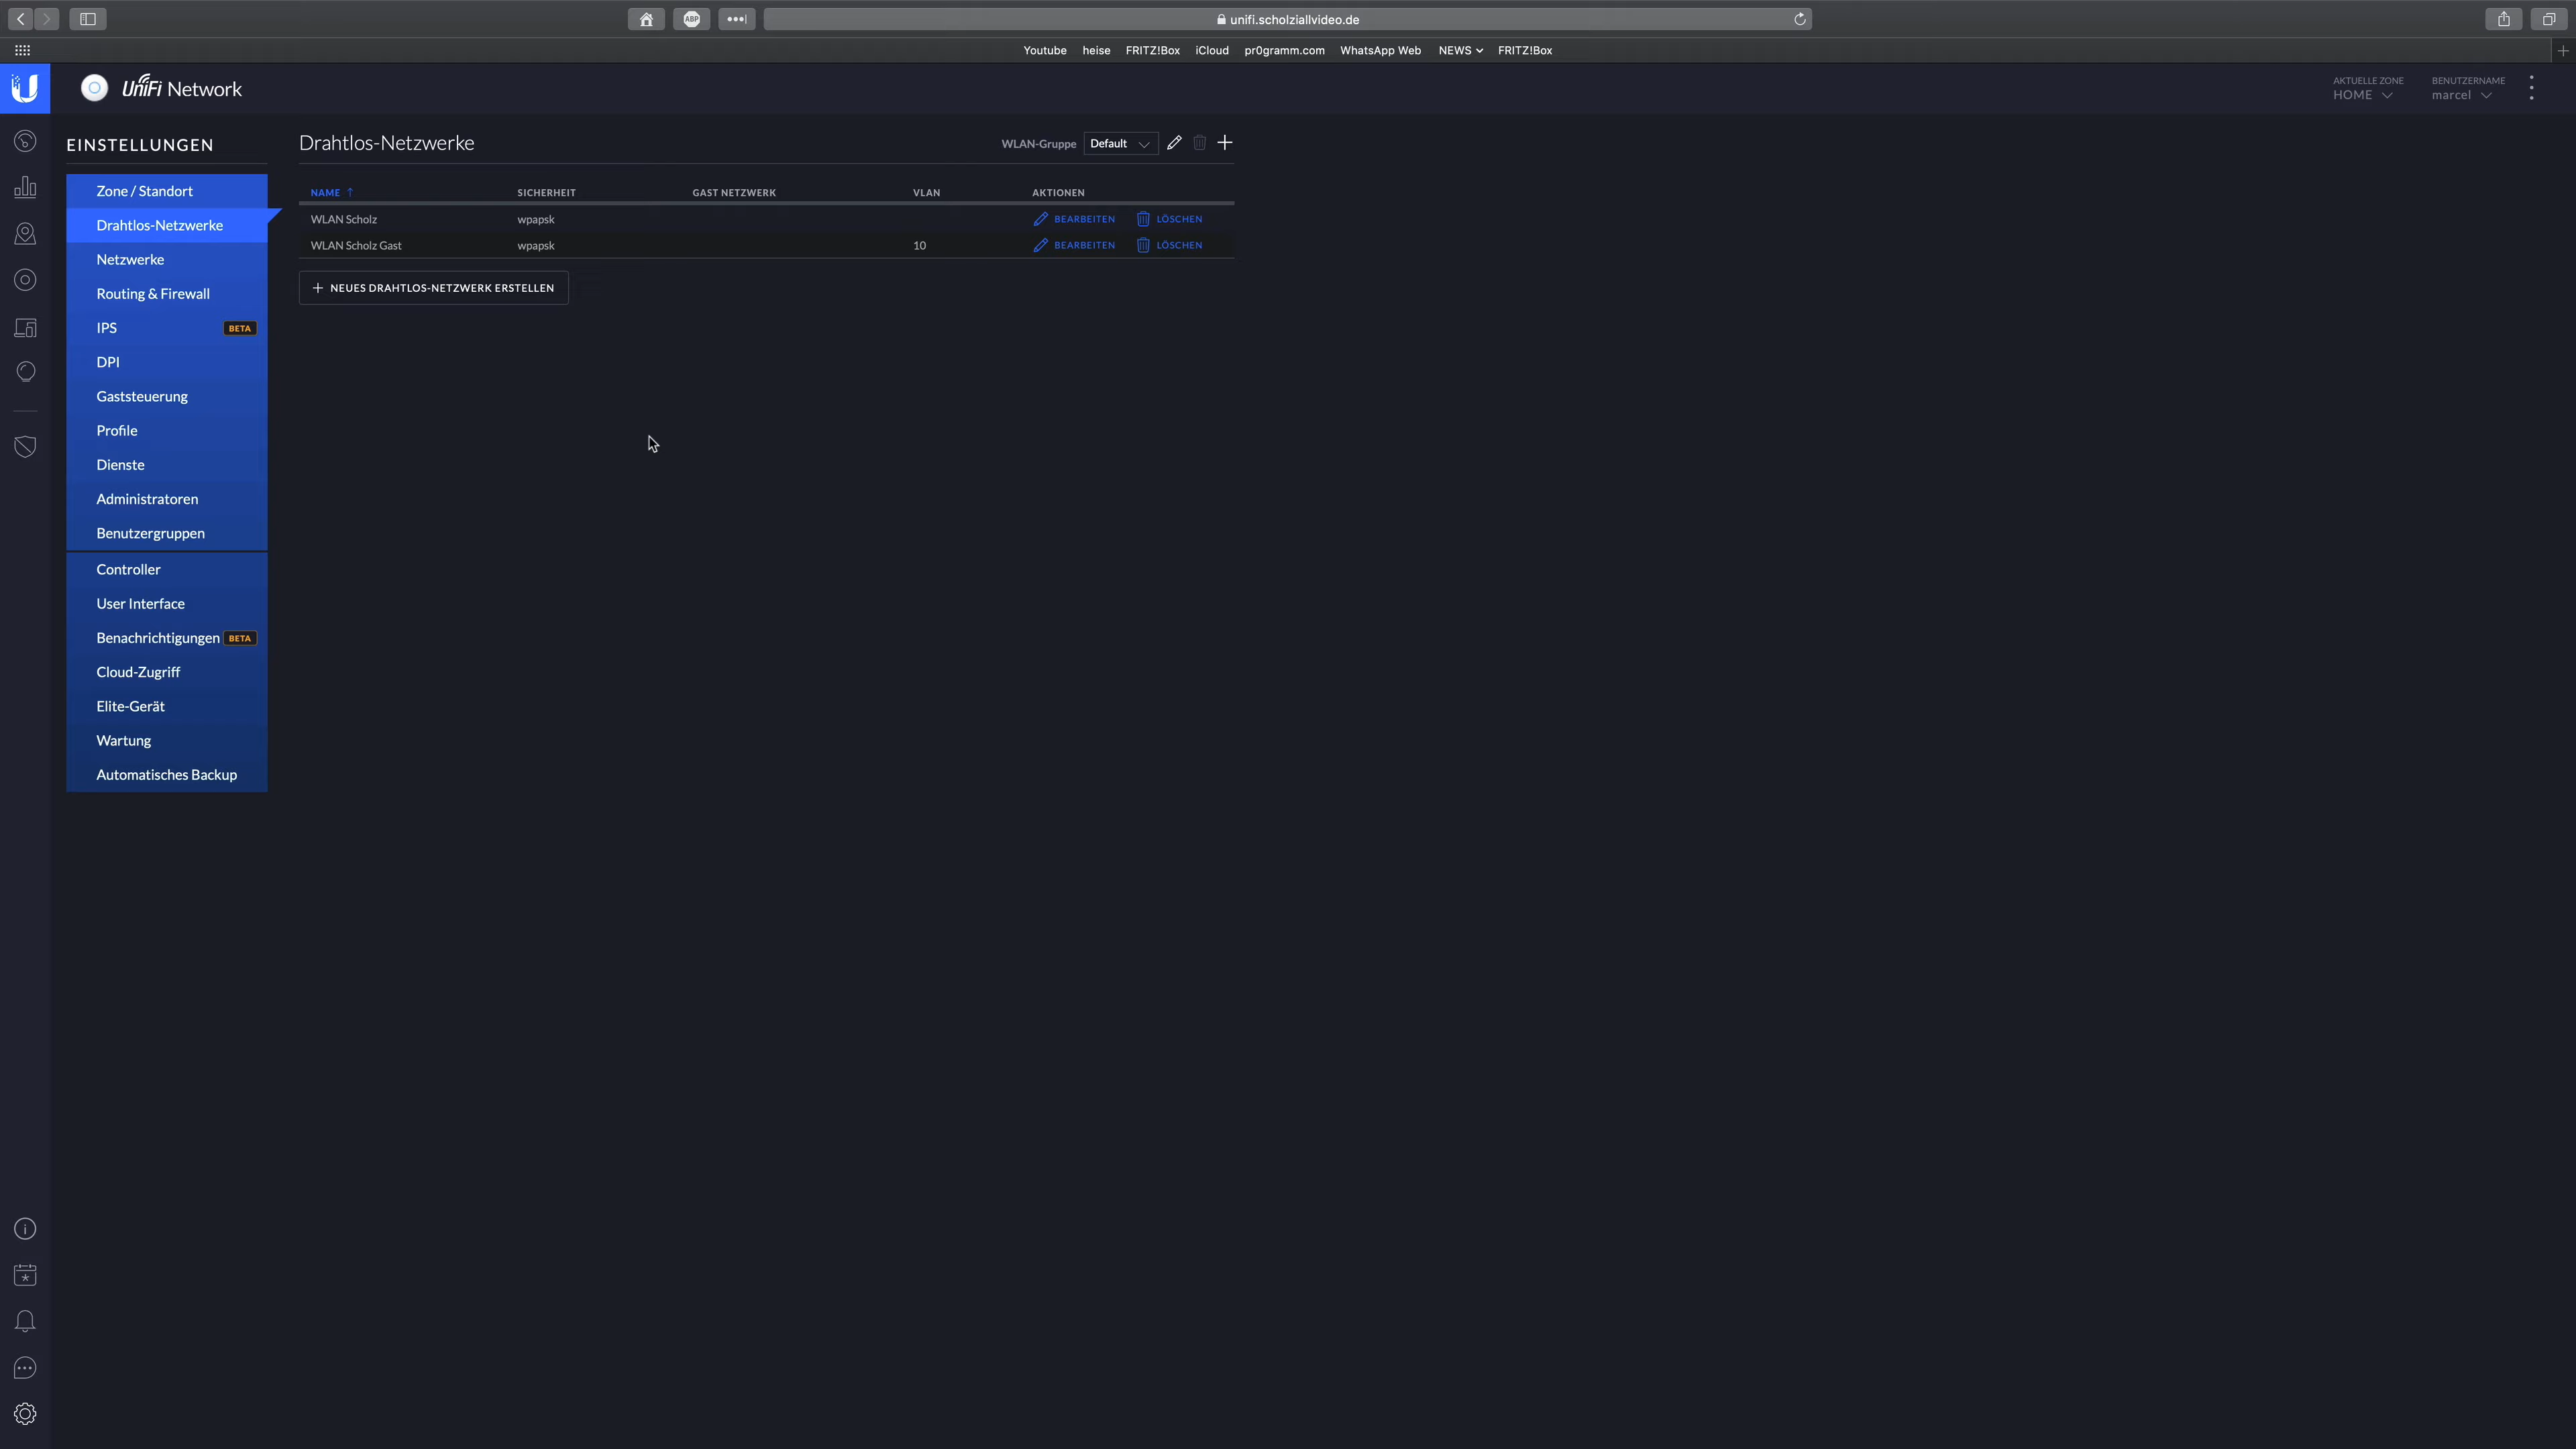 ABP
unifi.scholziallvideo.de
Youtube heise FRITZ!Box iCloud pr0gramm.com WhatsApp Web NEWS FRITZ!Box
UniFi Network
AKTUELLE ZONE
HOME
BENUTZERNAME
marcel
EINSTELLUNGEN
Zone / Standort
Drahtlos-Netzwerke
Netzwerke
Routing & Firewall
IPS BETA
DPI
Gaststeuerung
Profile
Dienste
Administratoren
Benutzergruppen
Controller
User Interface
Benachrichtigungen BETA
Cloud-Zugriff
Elite-Gerät
Wartung
Automatisches Backup
Drahtlos-Netzwerke
WLAN-Gruppe Default
NAME SICHERHEIT GAST NETZWERK VLAN AKTIONEN
WLAN Scholz wpapsk BEARBEITEN LÖSCHEN
WLAN Scholz Gast wpapsk 10 BEARBEITEN LÖSCHEN
NEUES DRAHTLOS-NETZWERK ERSTELLEN